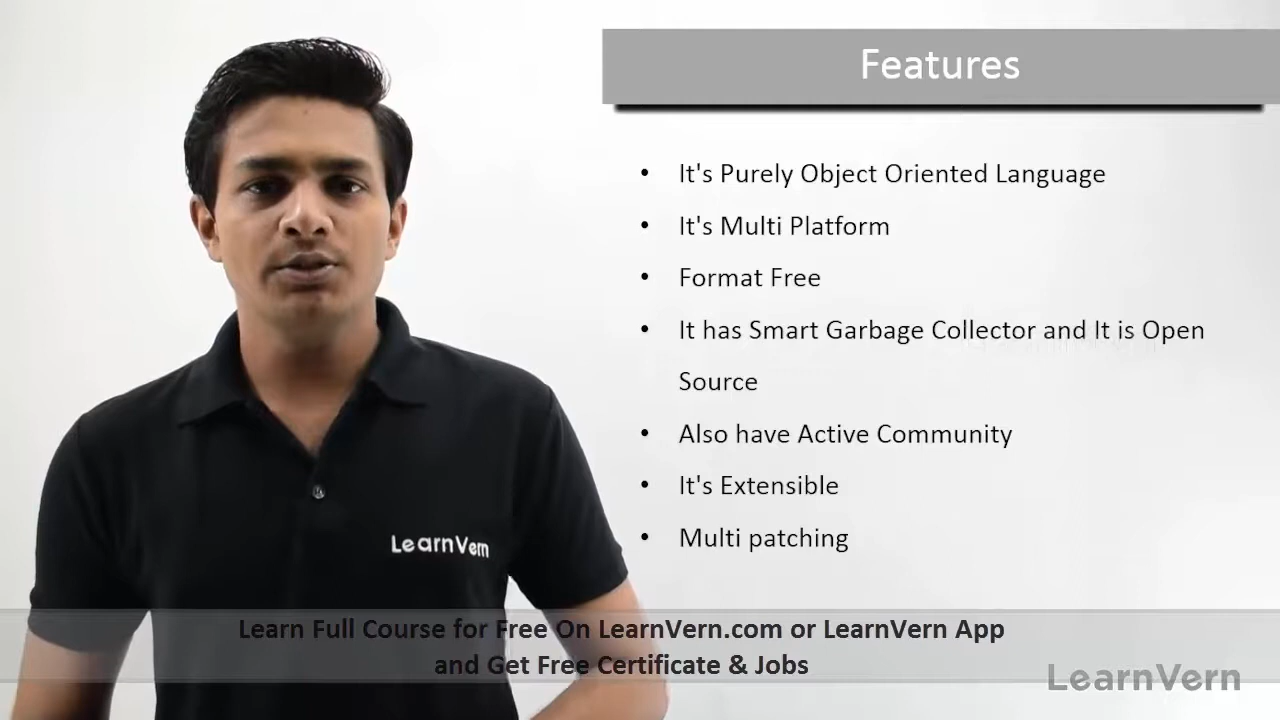 Features
• It's Purely Object Oriented Language
• It's Multi Platform
• Format Free
• It has Smart Garbage Collector and It is Open
Source
• Also have Active Community
• It's Extensible
• Multi patching
LearnVern
Learn Full Course for Free On LearnVern.com or LearnVern App
and Get Free Certificate & Jobs
LearnVern